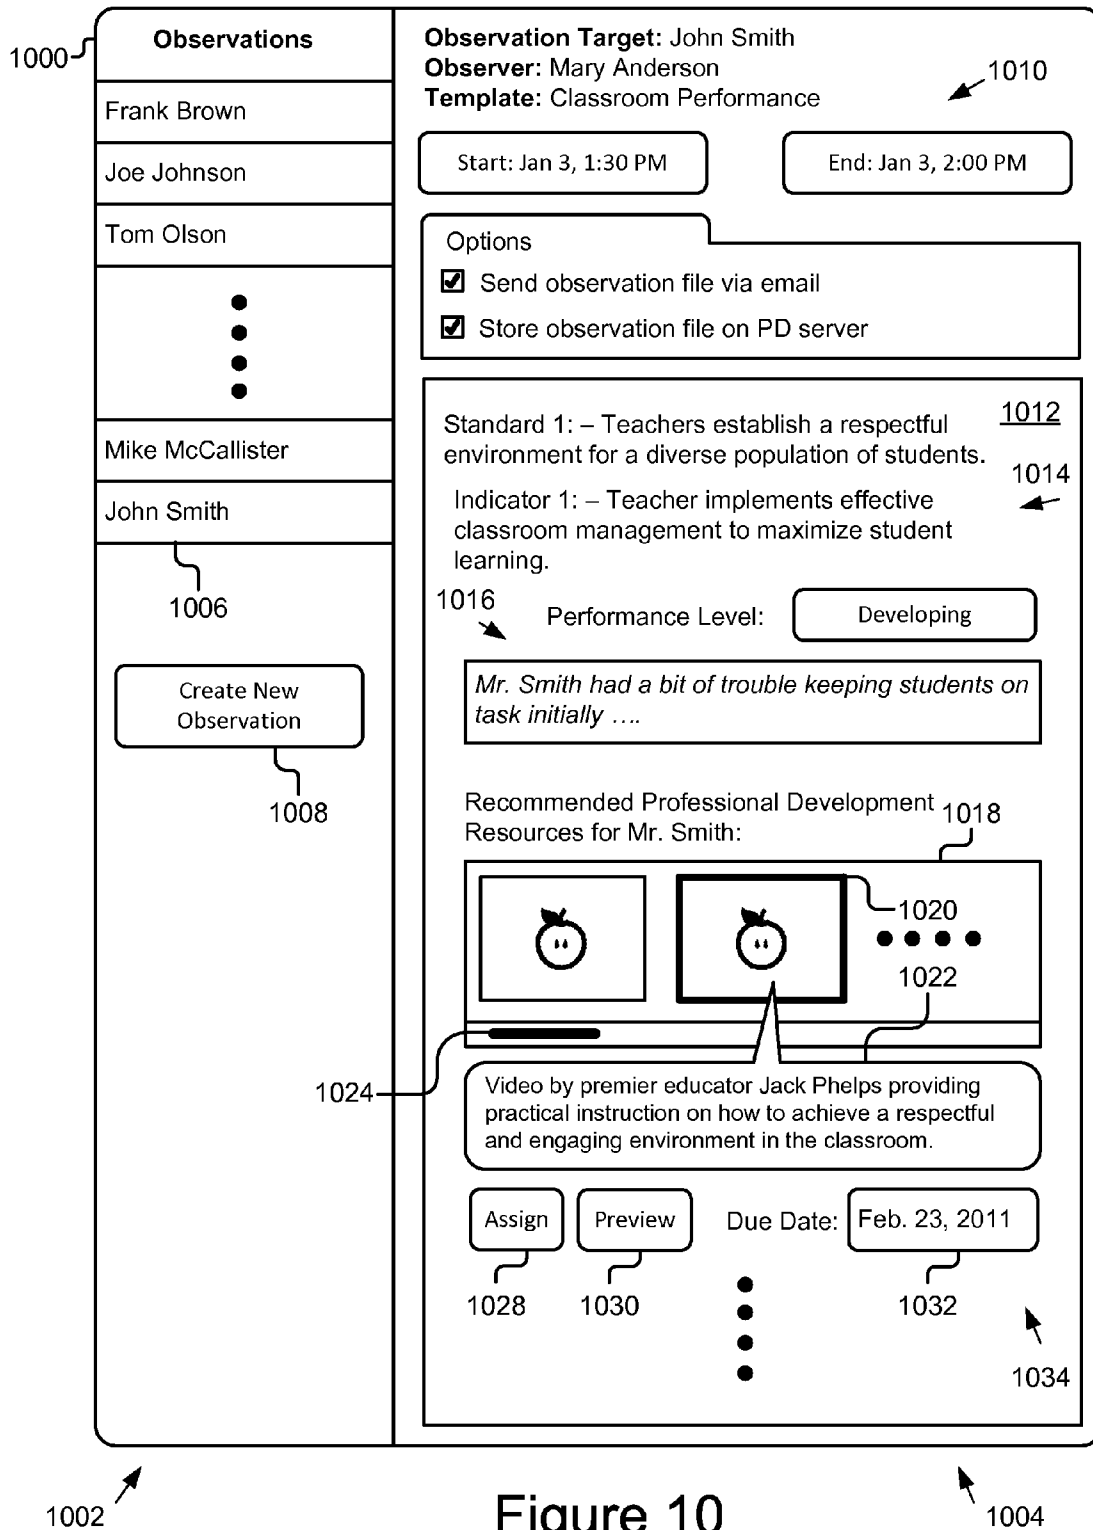 1000
Observations
Frank Brown
Joe Johnson
Tom Olson
Mike McCallister
John Smith
1006
Create New
Observation
1008
Observation Target: John Smith
Observer: Mary Anderson
Template: Classroom Performance
1010
Start: Jan 3, 1:30 PM
End: Jan 3, 2:00 PM
Options
Send observation file via email
Store observation file on PD server
1012
Standard 1: – Teachers establish a respectful
environment for a diverse population of students.
1014
Indicator 1: – Teacher implements effective
classroom management to maximize student
learning.
1016
Performance Level:
Developing
Mr. Smith had a bit of trouble keeping students on
task initially ….
Recommended Professional Development
Resources for Mr. Smith:
1018
1020
1022
1024
Video by premier educator Jack Phelps providing
practical instruction on how to achieve a respectful
and engaging environment in the classroom.
Assign
Preview
Due Date:
Feb. 23, 2011
1028
1030
1032
1034
1002
Figure 10
1004